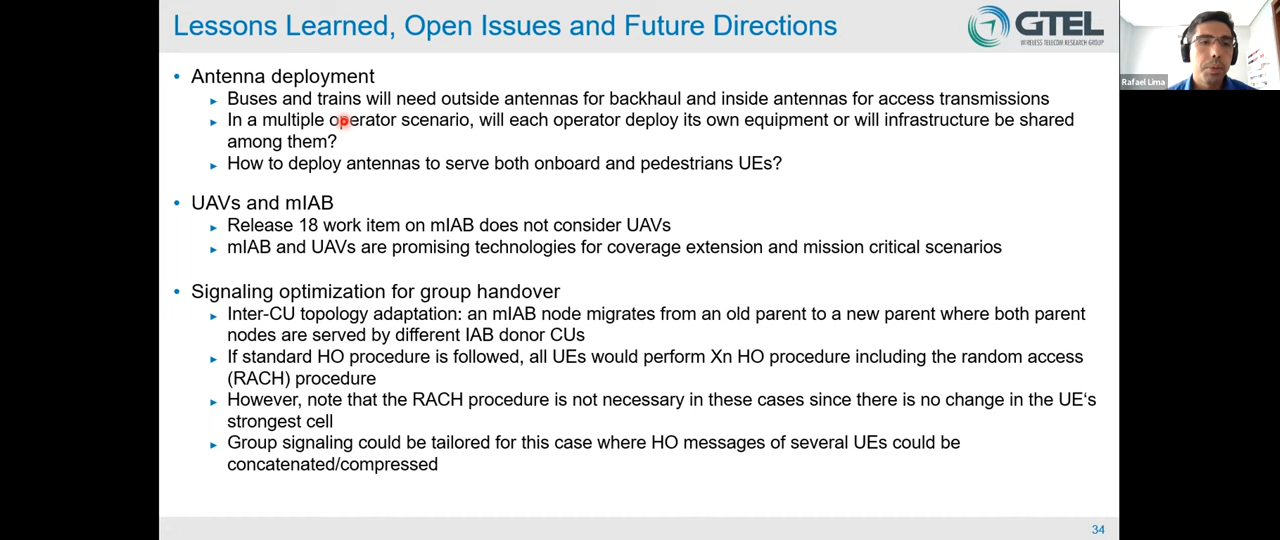 Lessons Learned, Open Issues and Future Directions
GTEL
WIRELESS TELECOM RESEARCH GROUP
Rafael Lima
• Antenna deployment
► Buses and trains will need outside antennas for backhaul and inside antennas for access transmissions
► In a multiple operator scenario, will each operator deploy its own equipment or will infrastructure be shared
among them?
► How to deploy antennas to serve both onboard and pedestrians UEs?
• UAVs and mIAB
► Release 18 work item on mIAB does not consider UAVs
► mIAB and UAVs are promising technologies for coverage extension and mission critical scenarios
• Signaling optimization for group handover
► Inter-CU topology adaptation: an mIAB node migrates from an old parent to a new parent where both parent
nodes are served by different IAB donor CUs
► If standard HO procedure is followed, all UEs would perform Xn HO procedure including the random access
(RACH) procedure
► However, note that the RACH procedure is not necessary in these cases since there is no change in the UE‘s
strongest cell
► Group signaling could be tailored for this case where HO messages of several UEs could be
concatenated/compressed
34